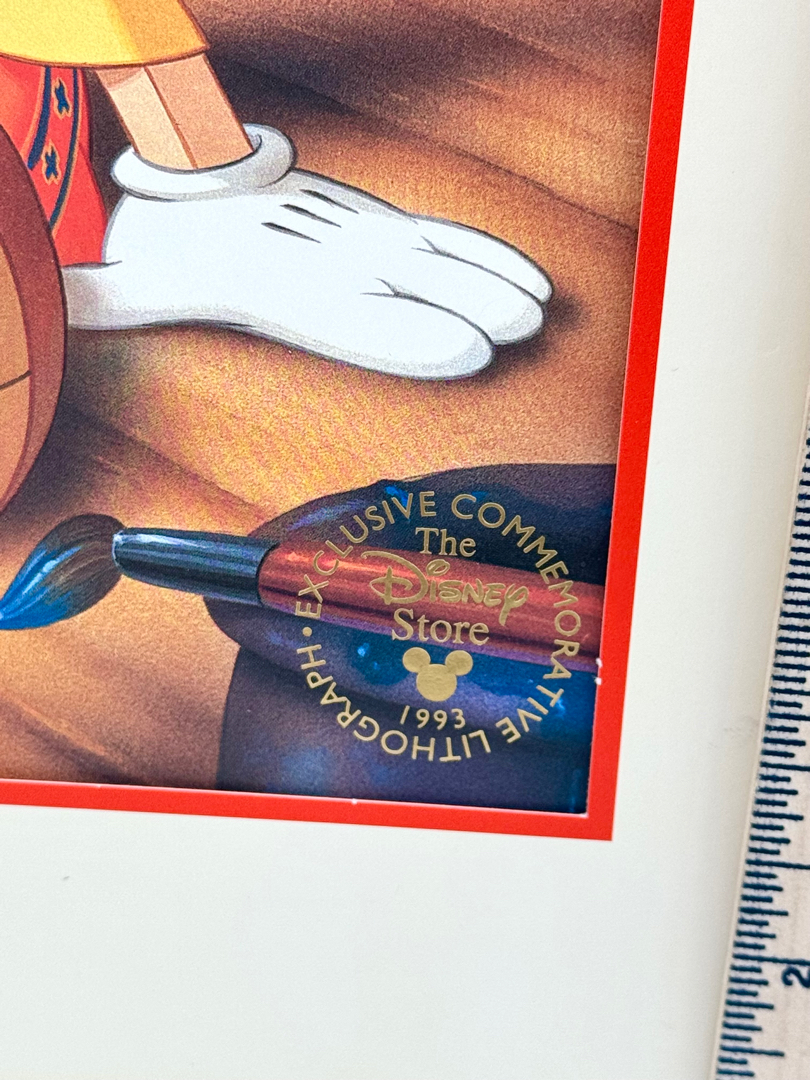 EXCLUSIVE COMMEMORATIVE LITHOGRAPH •
The
Disney
Store
1993
2